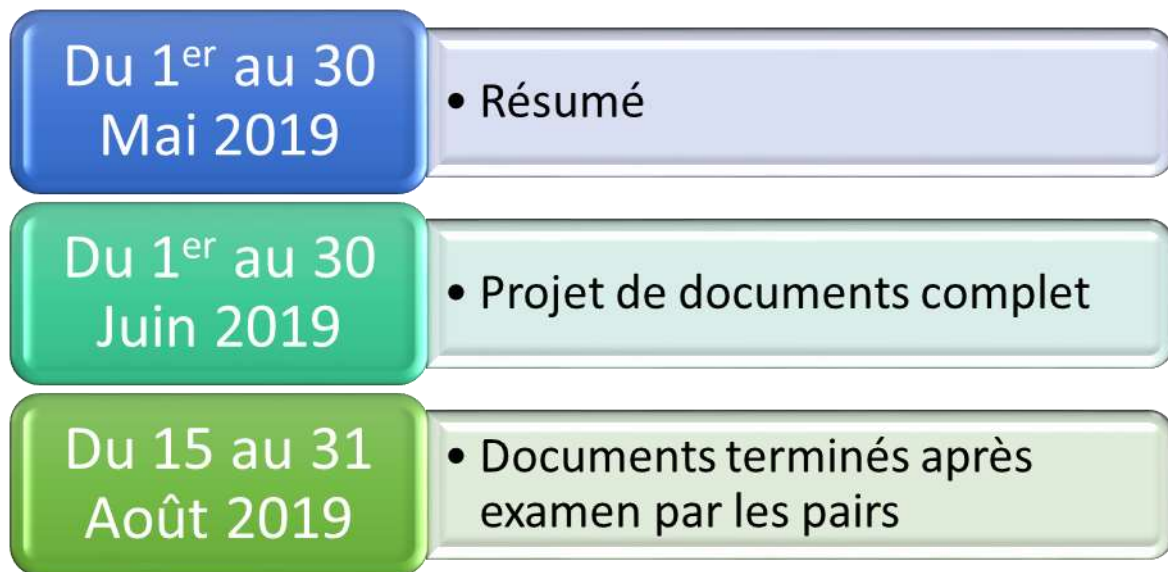 Du 1er au 30
Mai 2019
• Résumé
Du 1er au 30
Juin 2019
• Projet de documents complet
Du 15 au 31
Août 2019
• Documents terminés après
examen par les pairs